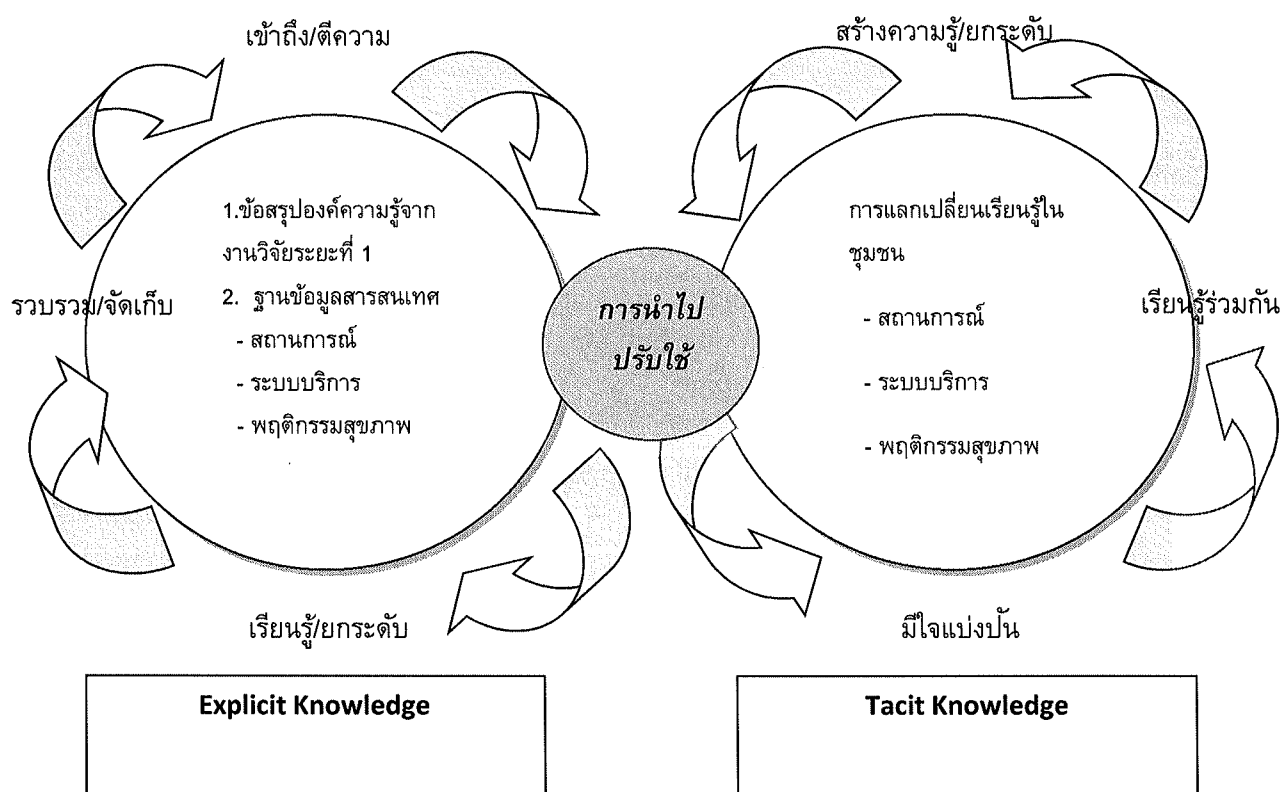 เข้าถึง/ตีความ
สร้างความรู้/ยกระดับ
1.ข้อสรุปองค์ความรู้จาก
งานวิจัยระยะที่ 1
2. ฐานข้อมูลสารสนเทศ
- สถานการณ์
- ระบบบริการ
- พฤติกรรมสุขภาพ
รวบรวม/จัดเก็บ
การนำไป
ปรับใช้
การแลกเปลี่ยนเรียนรู้ใน
ชุมชน
- สถานการณ์
- ระบบบริการ
- พฤติกรรมสุขภาพ
เรียนรู้ร่วมกัน
เรียนรู้/ยกระดับ
มีใจแบ่งปัน
Explicit Knowledge
Tacit Knowledge